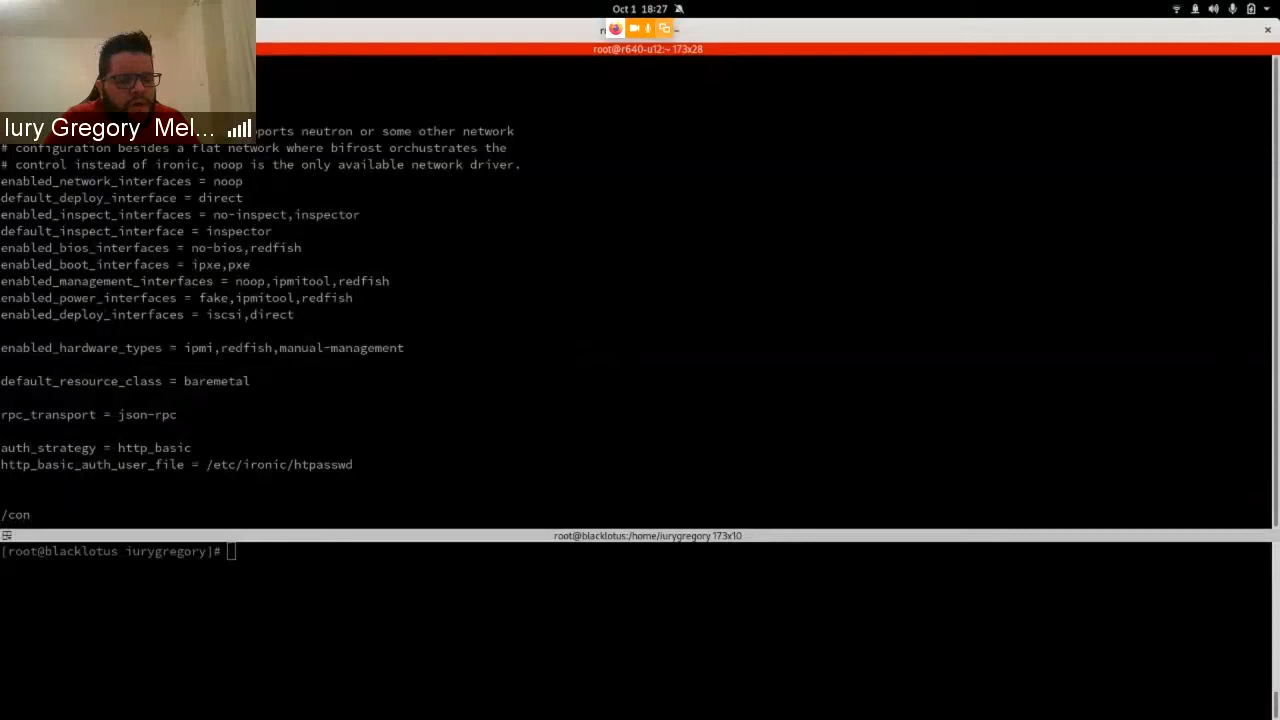 Oct 1 18:27
root@r640-u12:~ 173x28
Iury Gregory Mel...
pports neutron or some other network
# configuration besides a flat network where bifrost orchustrates the
# control instead of ironic, noop is the only available network driver.
enabled_network_interfaces = noop
default_deploy_interface = direct
enabled_inspect_interfaces = no-inspect,inspector
default_inspect_interface = inspector
enabled_bios_interfaces = no-bios,redfish
enabled_boot_interfaces = ipxe,pxe
enabled_management_interfaces = noop,ipmitool,redfish
enabled_power_interfaces = fake,ipmitool,redfish
enabled_deploy_interfaces = iscsi,direct
enabled_hardware_types = ipmi,redfish,manual-management
default_resource_class = baremetal
rpc_transport = json-rpc
auth_strategy = http_basic
http_basic_auth_user_file = /etc/ironic/htpasswd
/con
root@blacklotus:/home/iurygregory 173x10
[root@blacklotus iurygregory]#